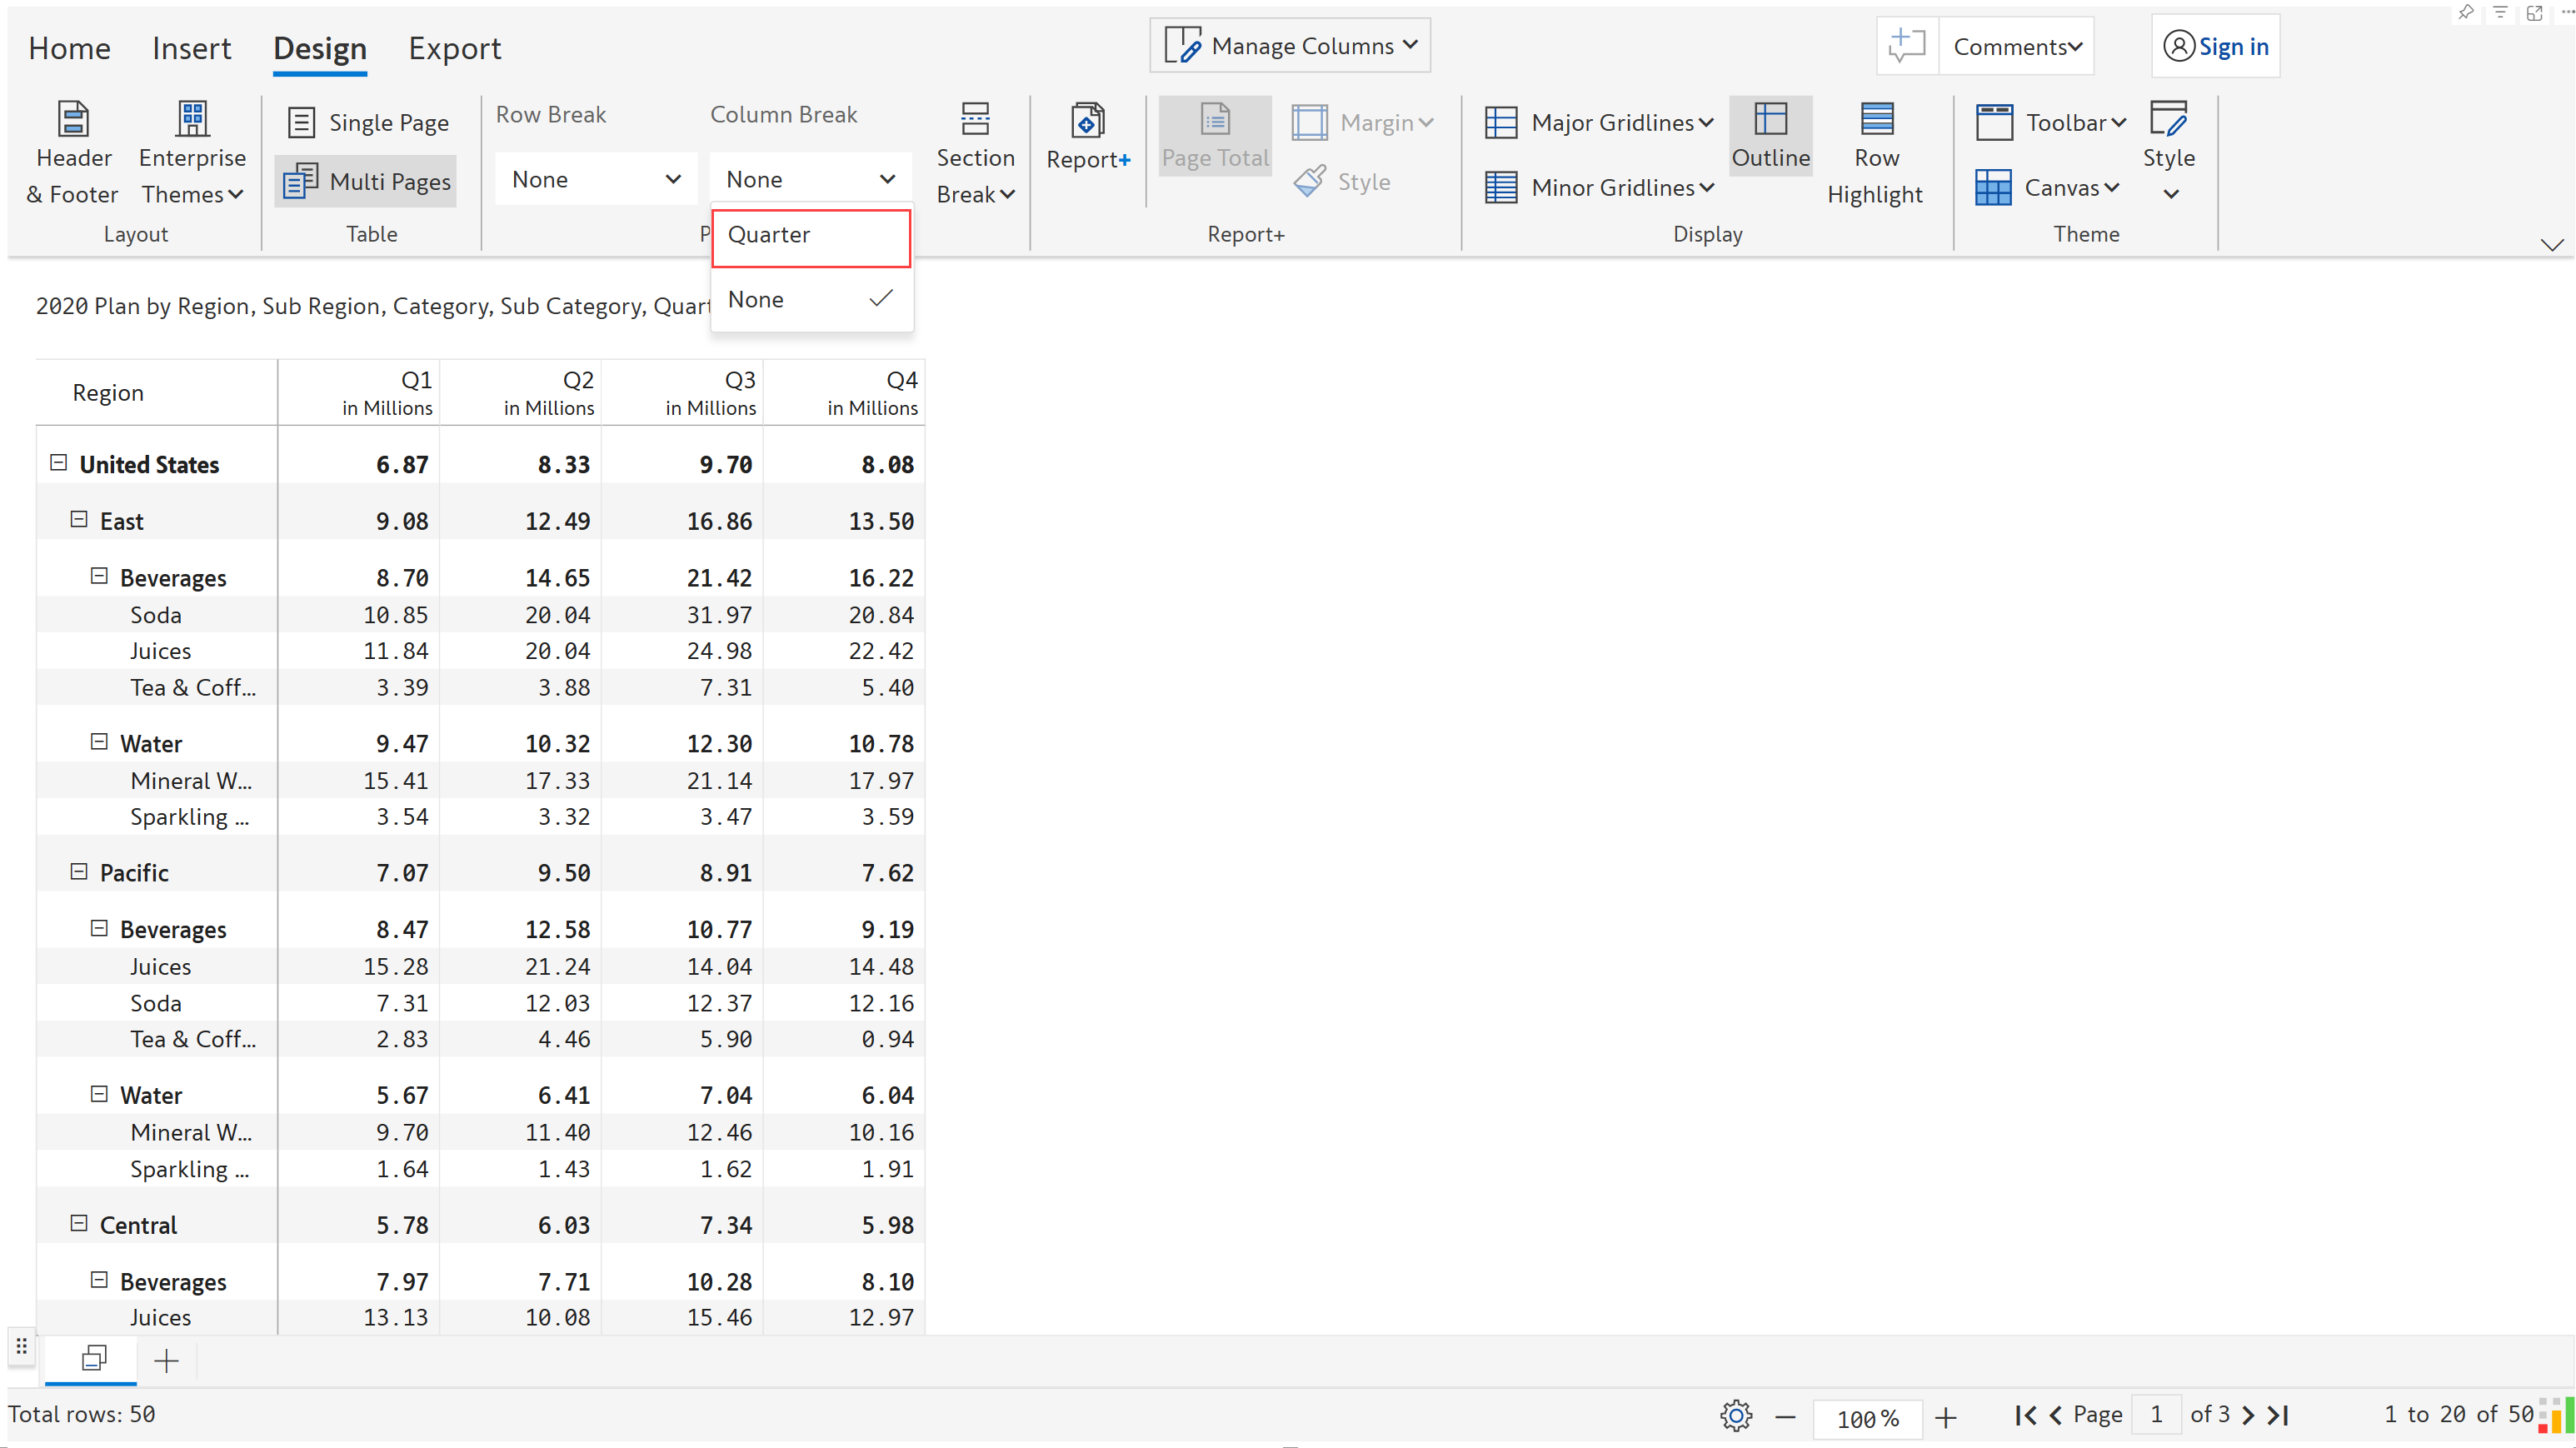 Home Insert Design Export Manage Columns Comments Sign in
Header & Footer
Enterprise Themes
Layout
Single Page
Multi Pages
Table
Row Break
None
Column Break
None
Quarter
None
P
Section Break
Report+
Page Total
Margin
Style
Report+
Major Gridlines
Minor Gridlines
Outline
Row Highlight
Display
Toolbar
Canvas
Style
Theme
2020 Plan by Region, Sub Region, Category, Sub Category, Quart
Region Q1 in Millions Q2 in Millions Q3 in Millions Q4 in Millions
United States 6.87 8.33 9.70 8.08
East 9.08 12.49 16.86 13.50
Beverages 8.70 14.65 21.42 16.22
Soda 10.85 20.04 31.97 20.84
Juices 11.84 20.04 24.98 22.42
Tea & Coff... 3.39 3.88 7.31 5.40
Water 9.47 10.32 12.30 10.78
Mineral W... 15.41 17.33 21.14 17.97
Sparkling ... 3.54 3.32 3.47 3.59
Pacific 7.07 9.50 8.91 7.62
Beverages 8.47 12.58 10.77 9.19
Juices 15.28 21.24 14.04 14.48
Soda 7.31 12.03 12.37 12.16
Tea & Coff... 2.83 4.46 5.90 0.94
Water 5.67 6.41 7.04 6.04
Mineral W... 9.70 11.40 12.46 10.16
Sparkling ... 1.64 1.43 1.62 1.91
Central 5.78 6.03 7.34 5.98
Beverages 7.97 7.71 10.28 8.10
Juices 13.13 10.08 15.46 12.97
Total rows: 50 100 % Page 1 of 3 1 to 20 of 50